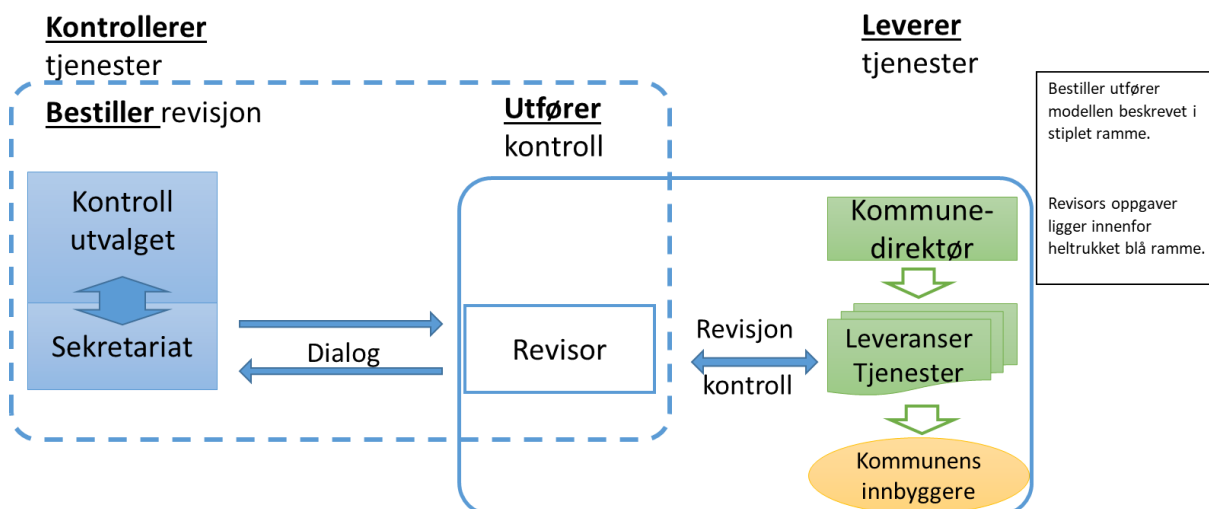 Kontrollerer
tjenester
Leverer
tjenester
Bestiller revisjon
Utfører
kontroll
Kontroll
utvalget
Sekretariat
Dialog
Revisor
Revisjon
kontroll
Kommune-
direktør
Leveranser
Tjenester
Kommunens
innbyggere
Bestiller utfører
modellen beskrevet i
stiplet ramme.
Revisors oppgaver
ligger innenfor
heltrukket blå ramme.